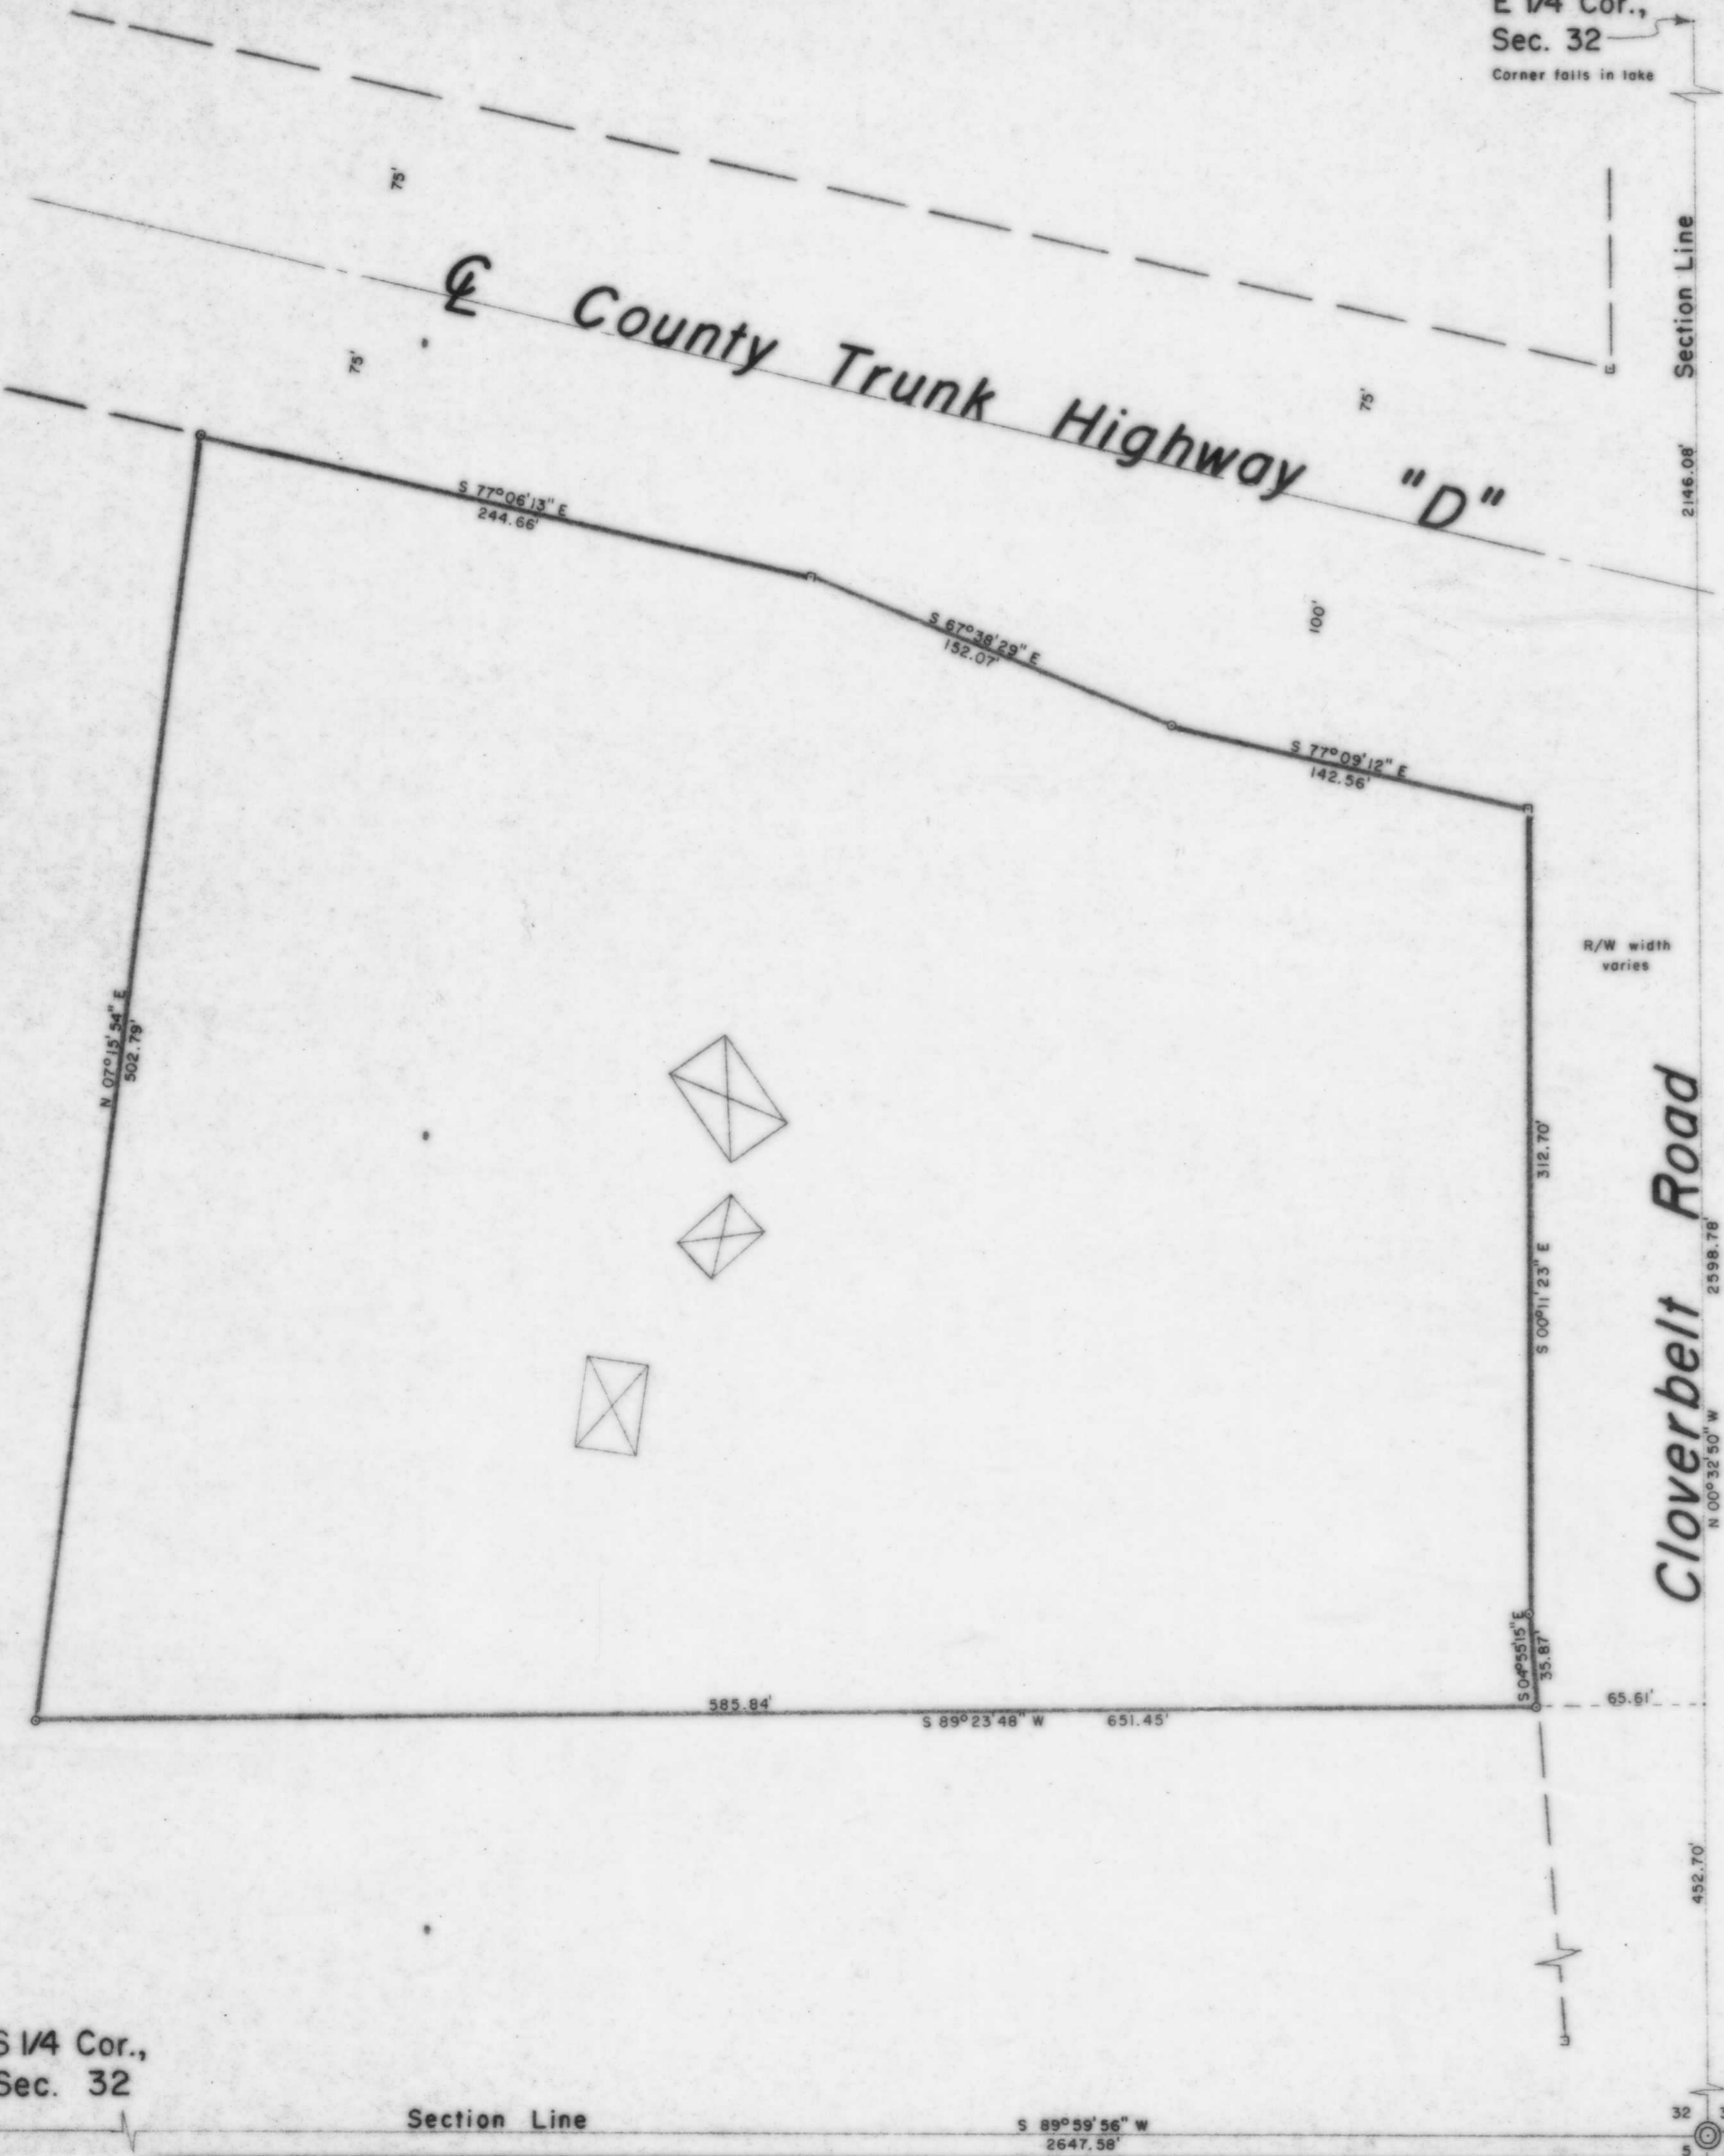 E 1/4 Cor.,
Sec. 32
Corner falls in lake
75'
Section Line
℄ County Trunk Highway "D"
75'
75'
2146.08'
S 77°06'13" E
244.66'
100'
S 67°38'29" E
152.07'
S 77°09'12" E
142.56'
R/W width
varies
N 07°15'54" E
502.79'
312.70'
S 00°11'23" E
Cloverbelt Road
2598.78'
N 00°32'50" W
S 04°55'15" E
35.87'
585.84'
65.61'
S 89°23'48" W 651.45'
452.70'
S 1/4 Cor.,
Sec. 32
Section Line
S 89°59'56" W
2647.58'
32
5